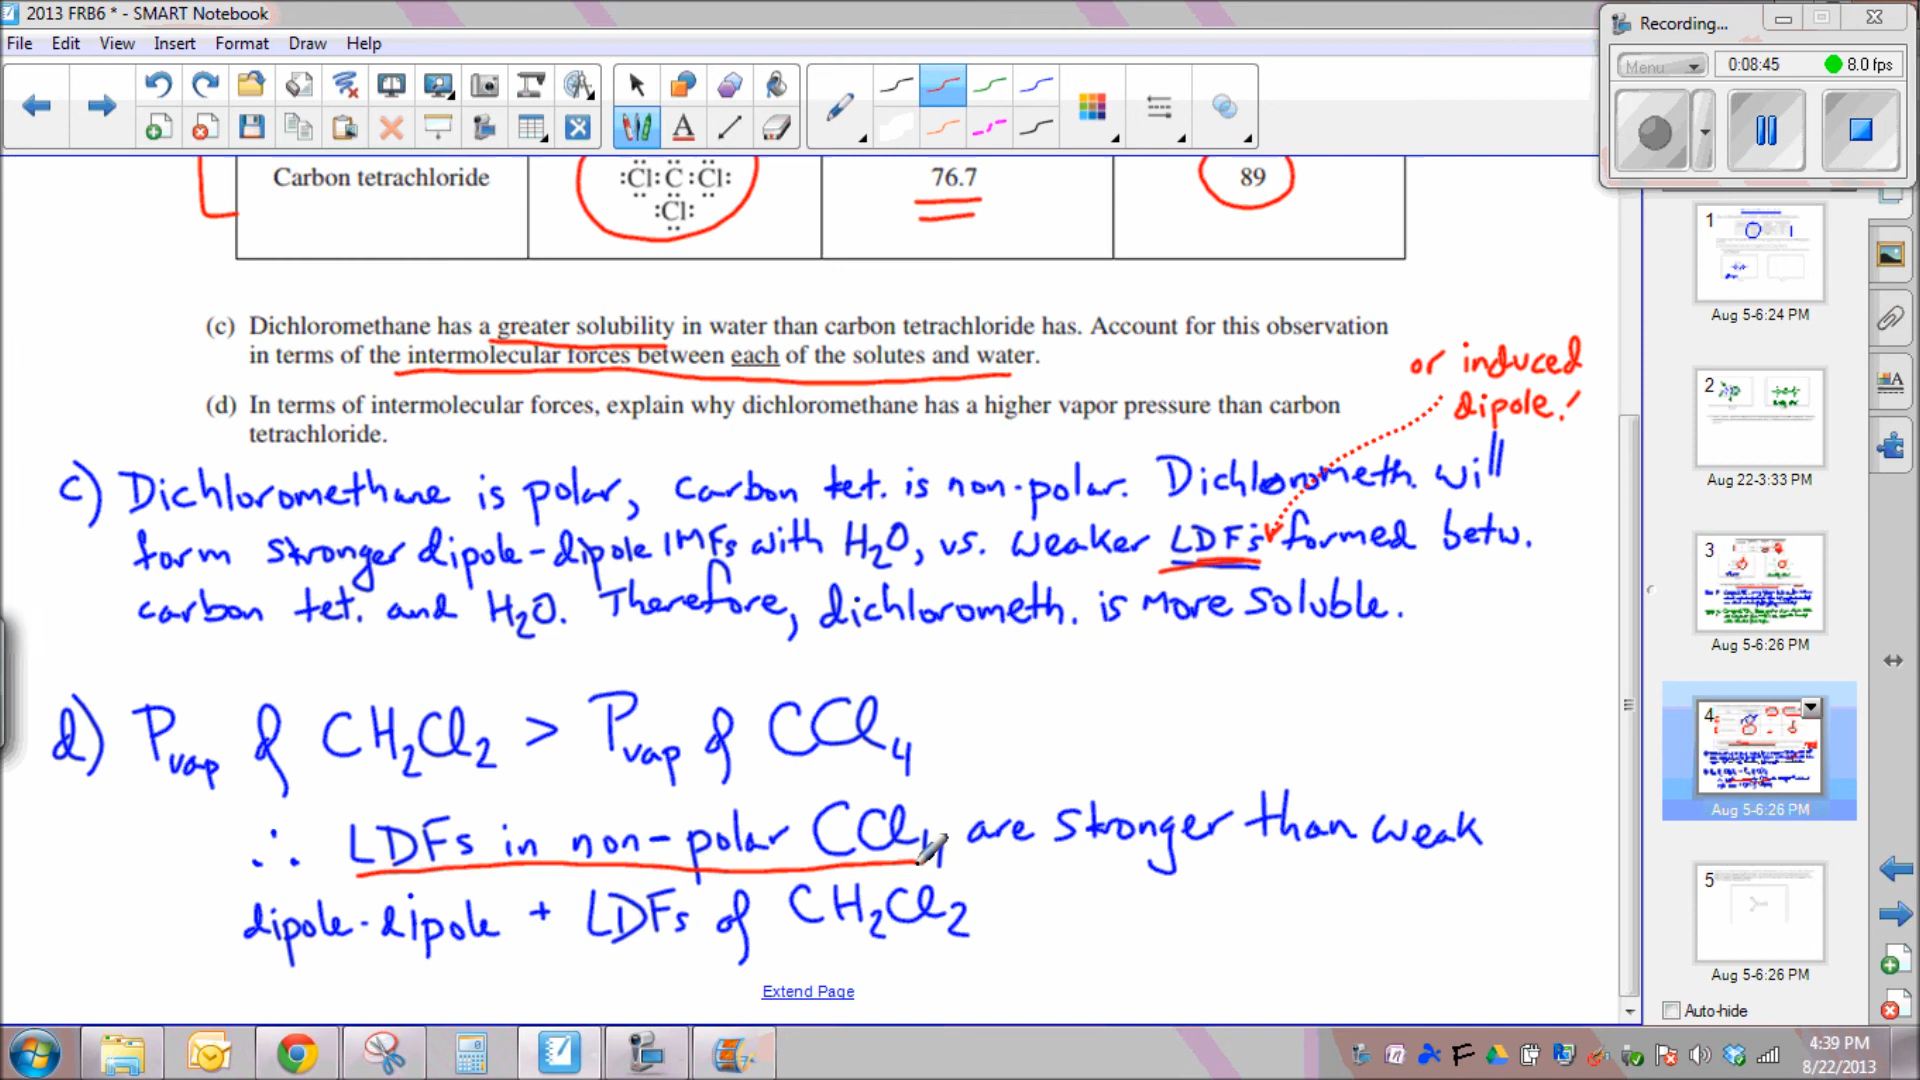 2013 FRB6 * - SMART Notebook
File Edit View Insert Format Draw Help
Recording...
Menu
0:08:45
8.0 fps
Carbon tetrachloride
:Cl:C:Cl:
:Cl:
76.7
89
(c) Dichloromethane has a greater solubility in water than carbon tetrachloride has. Account for this observation
in terms of the intermolecular forces between each of the solutes and water.
(d) In terms of intermolecular forces, explain why dichloromethane has a higher vapor pressure than carbon
tetrachloride.
or induced
dipole!
c) Dichloromethane is polar, carbon tet. is non-polar. Dichlorometh. will
form stronger dipole-dipole IMFs with H₂O, vs. weaker LDFs formed betw.
carbon tet. and H₂O. Therefore, dichlorometh. is more soluble.
d) Pvap of CH₂Cl₂ > Pvap of CCl₄
∴ LDFs in non-polar CCl₄ are stronger than weak
dipole-dipole + LDFs of CH₂Cl₂
Extend Page
1
Aug 5-6:24 PM
2
Aug 22-3:33 PM
3
Aug 5-6:26 PM
4
Aug 5-6:26 PM
5
Aug 5-6:26 PM
Auto-hide
4:39 PM
8/22/2013